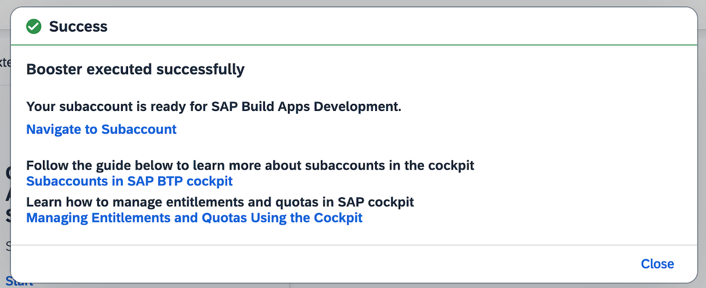 Success
Booster executed successfully
Your subaccount is ready for SAP Build Apps Development.
Navigate to Subaccount
Follow the guide below to learn more about subaccounts in the cockpit
Subaccounts in SAP BTP cockpit
Learn how to manage entitlements and quotas in SAP cockpit
Managing Entitlements and Quotas Using the Cockpit
Close
Start